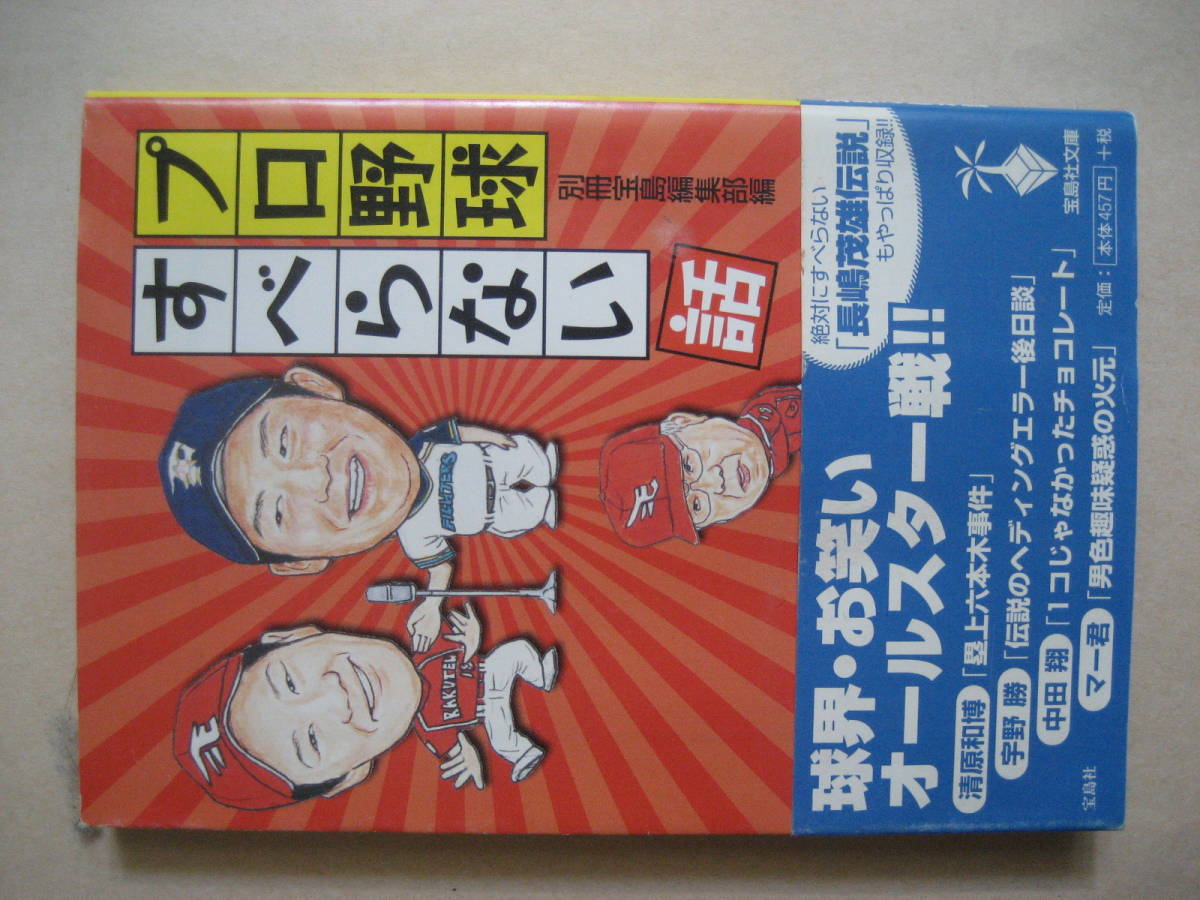 プロ野球
すべらない
話
別冊宝島編集部編
FIGHTERS
RAKUTEN
18
絶対にすべらない
「長嶋茂雄伝説」
もやっぱり収録!!
球界・お笑い
オールスター戦!!
清原和博「塁上六本木事件」
宇野 勝「伝説のヘディングエラー後日談」
中田 翔「1コじゃなかったチョコレート」
マー君「男色趣味疑惑の火元」
宝島社文庫
定価：本体457円+税
宝島社